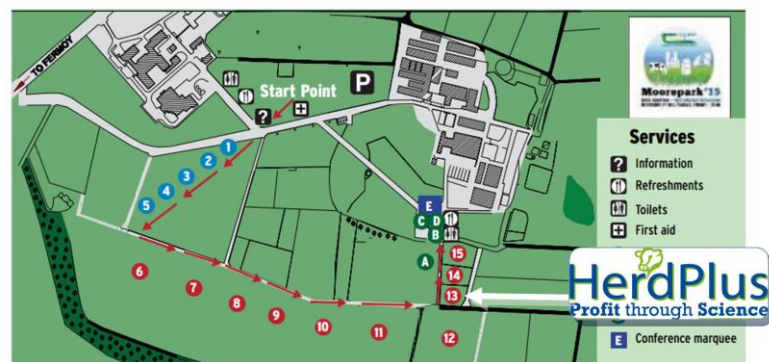 TO FERMOY
Start Point
P
?
1
2
3
4
5
6
7
8
9
10
11
12
13
14
15
A
B
C
D
E
Moorepark'15
Services
? Information
Refreshments
Toilets
First aid
HerdPlus
Profit through Science
E Conference marquee